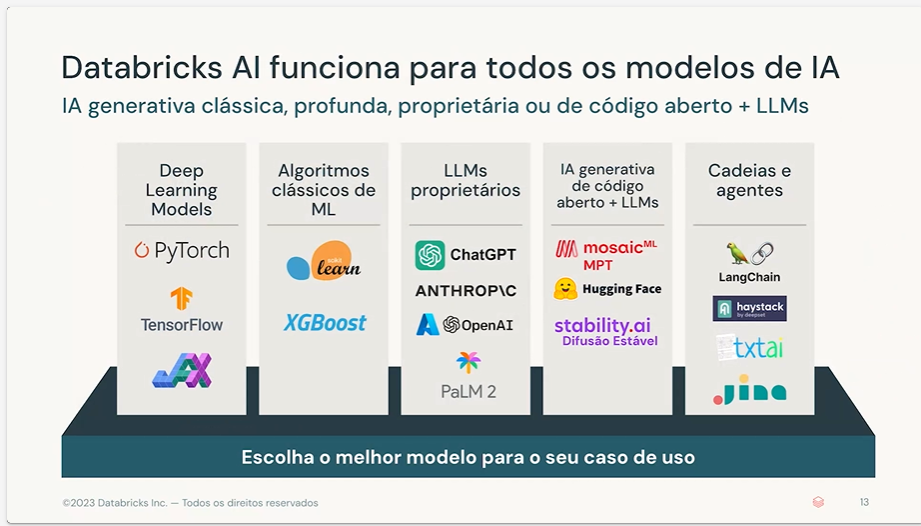 Databricks AI funciona para todos os modelos de IA
IA generativa clássica, profunda, proprietária ou de código aberto + LLMs
Deep
Learning
Models
PyTorch
TensorFlow
JAX
Algoritmos
clássicos de
ML
scikit
learn
XGBoost
LLMs
proprietários
ChatGPT
ANTHROP\C
OpenAI
PaLM 2
IA generativa
de código
aberto + LLMs
mosaicML
MPT
Hugging Face
stability.ai
Difusão Estável
Cadeias e
agentes
LangChain
haystack
by deepset
txtai
Jina
Escolha o melhor modelo para o seu caso de uso
©2023 Databricks Inc. — Todos os direitos reservados
13